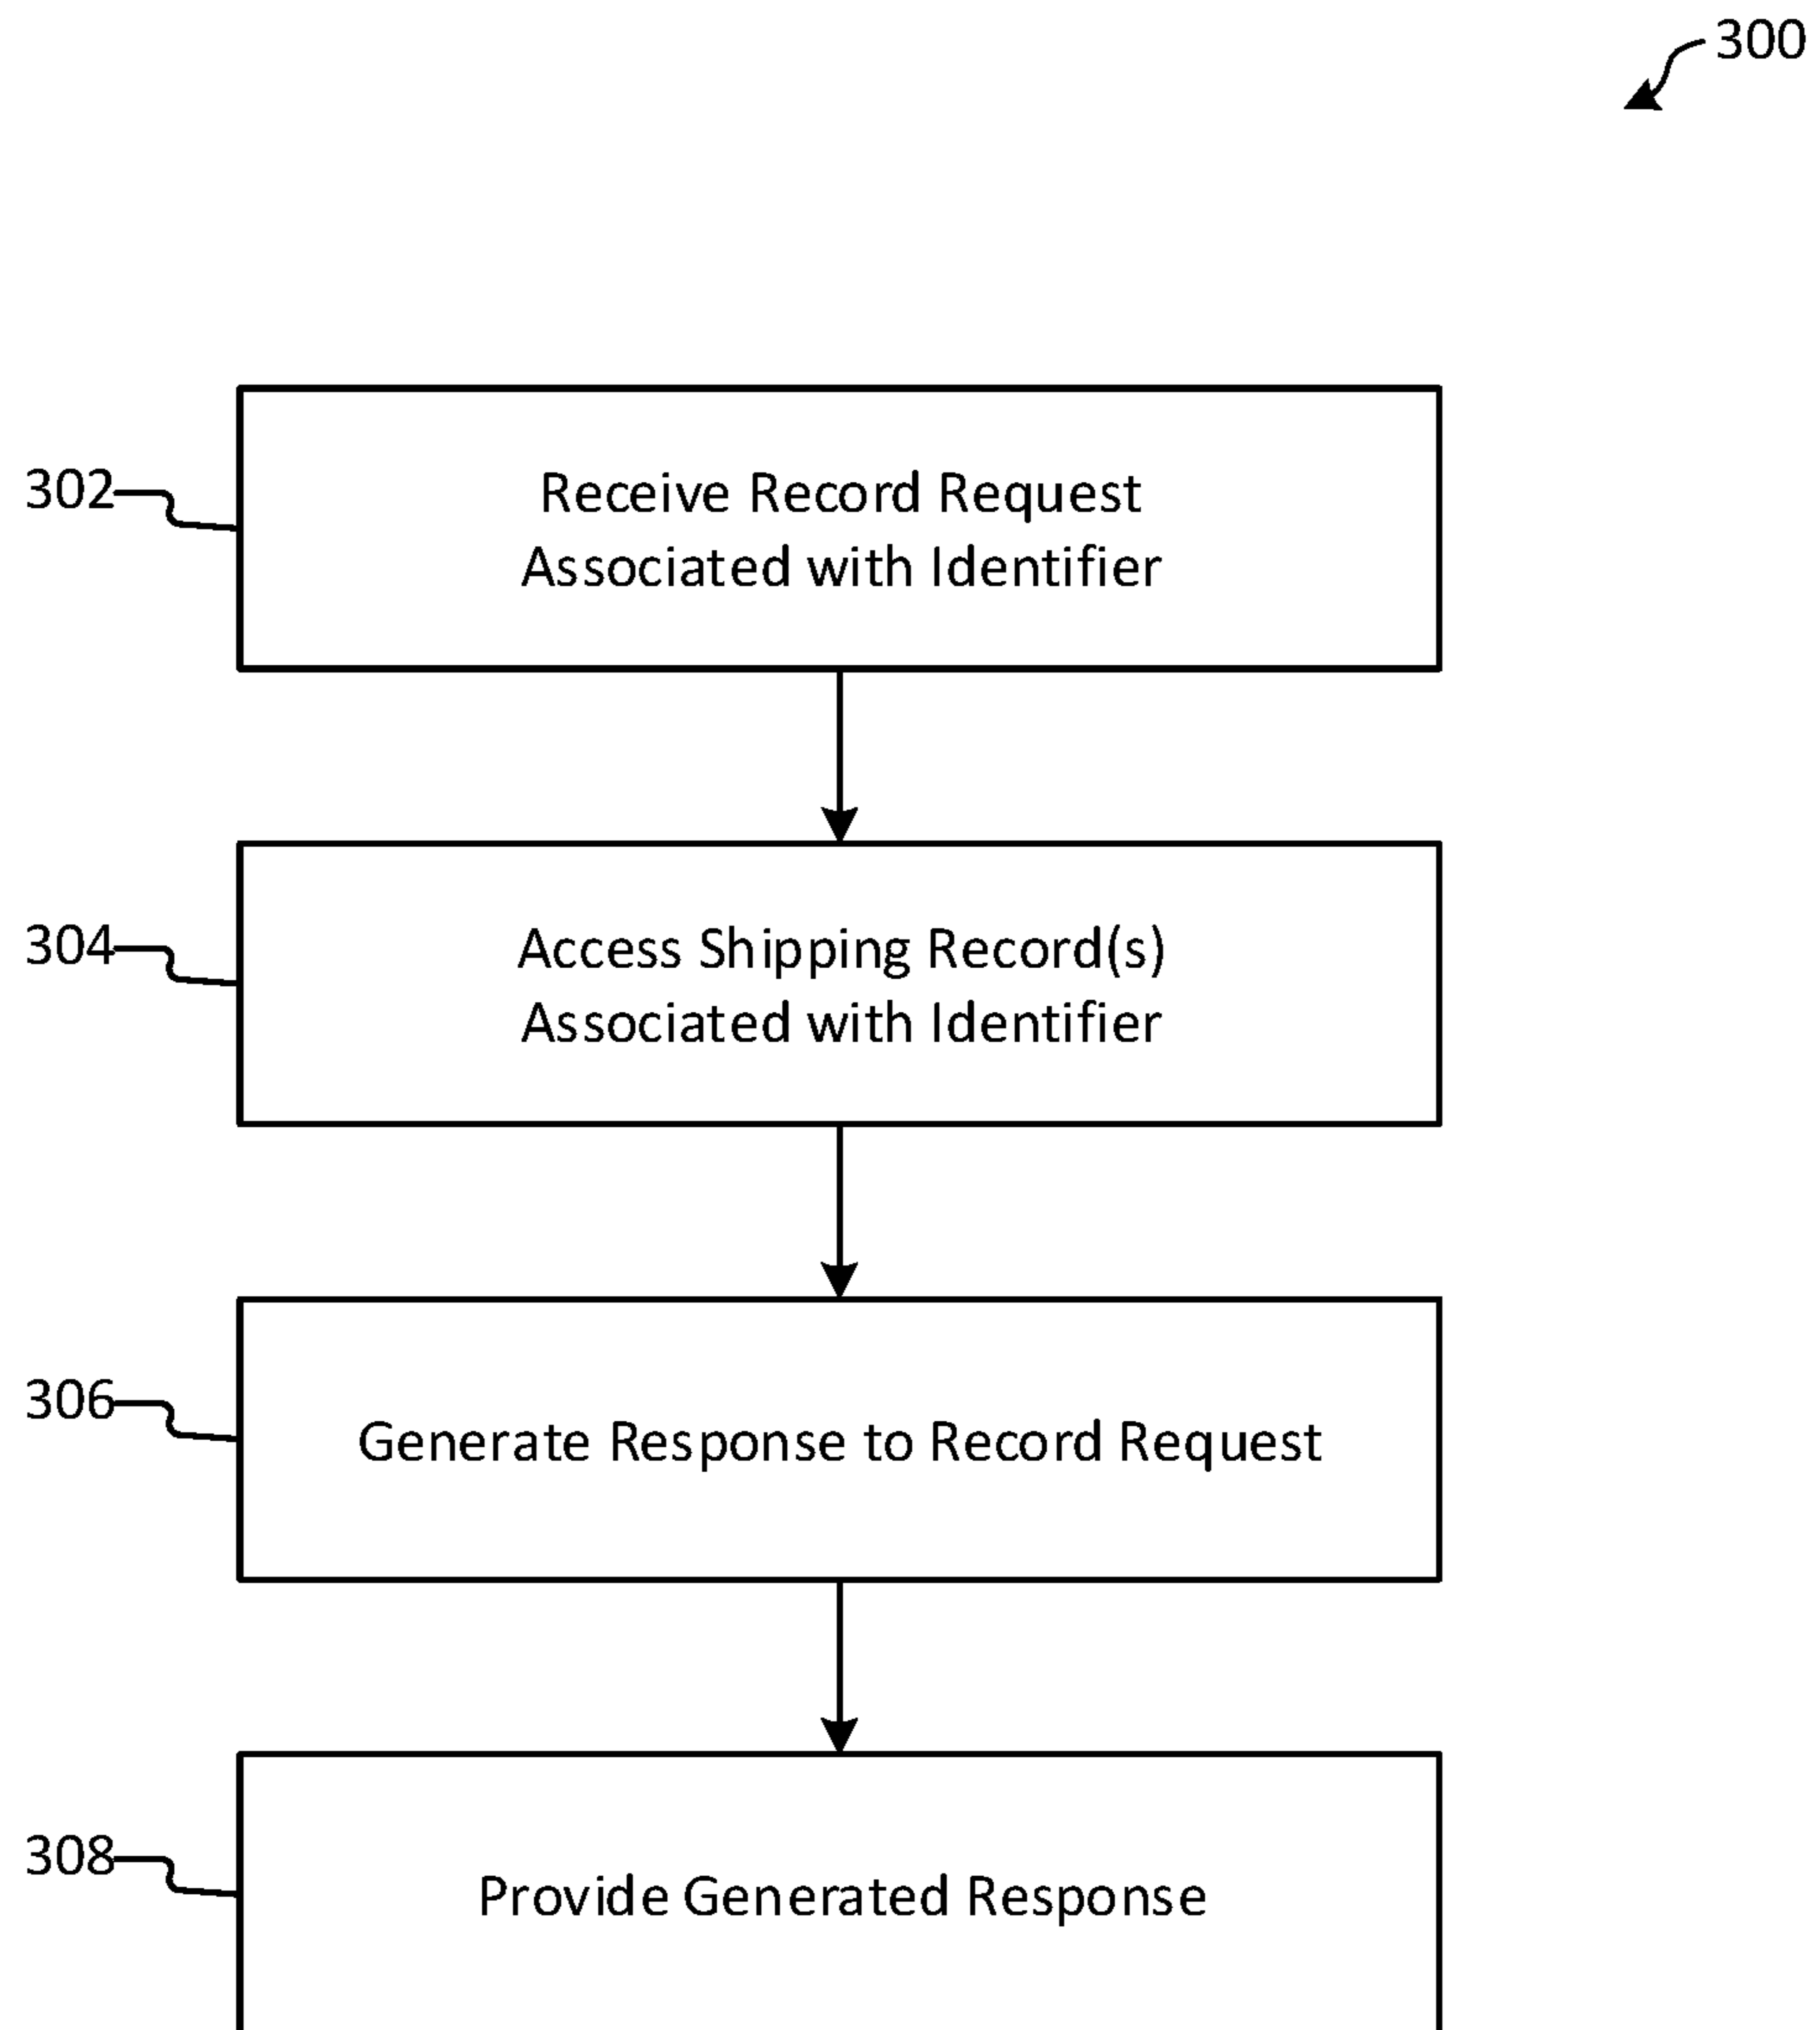 300
302
Receive Record Request
Associated with Identifier
304
Access Shipping Record(s)
Associated with Identifier
306
Generate Response to Record Request
308
Provide Generated Response